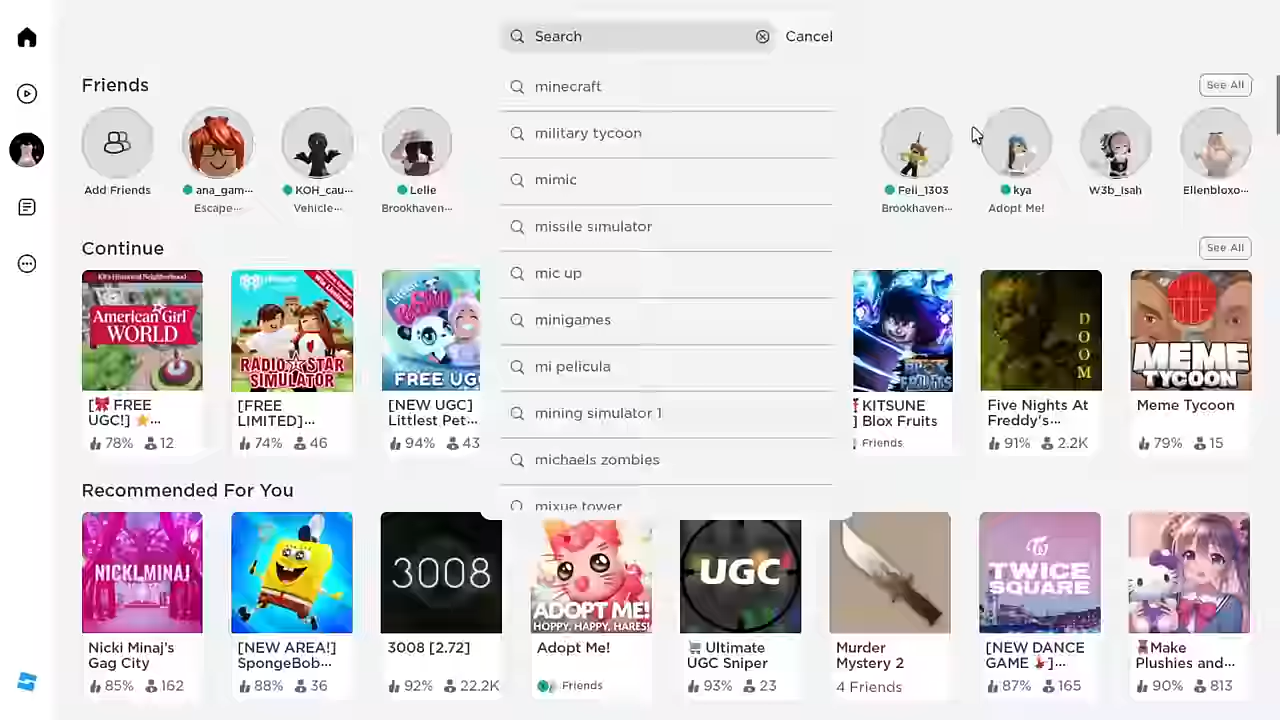 Search
Cancel
minecraft
military tycoon
mimic
missile simulator
mic up
minigames
mi pelicula
mining simulator 1
michaels zombies
mixue tower
Friends
See All
Add Friends
ana_gam...
Escape...
KOH_cau...
Vehicle...
Lelle
Brookhaven...
Feii_1303
Brookhaven...
kya
Adopt Me!
W3b_Isah
Ellenbloxo...
Continue
See All
American Girl
WORLD
RADIO STAR
SIMULATOR
Littlest
FREE UG
BLOX
FRUITS
DOOM
MEME
TYCOON
[🎀 FREE
UGC!] ⭐...
78% 12
[FREE
LIMITED]...
74% 46
[NEW UGC]
Littlest Pet...
94% 43
KITSUNE
] Blox Fruits
Friends
Five Nights At
Freddy's...
91% 2.2K
Meme Tycoon
79% 15
Recommended For You
NICKI MINAJ
3008
ADOPT ME!
HOPPY, HAPPY, HARES!
UGC
TWICE
SQUARE
Nicki Minaj's
Gag City
85% 162
[NEW AREA!]
SpongeBob...
88% 36
3008 [2.72]
92% 22.2K
Adopt Me!
Friends
🛒 Ultimate
UGC Sniper
93% 23
Murder
Mystery 2
4 Friends
[NEW DANCE
GAME 💃]...
87% 165
🧸Make
Plushies and...
90% 813